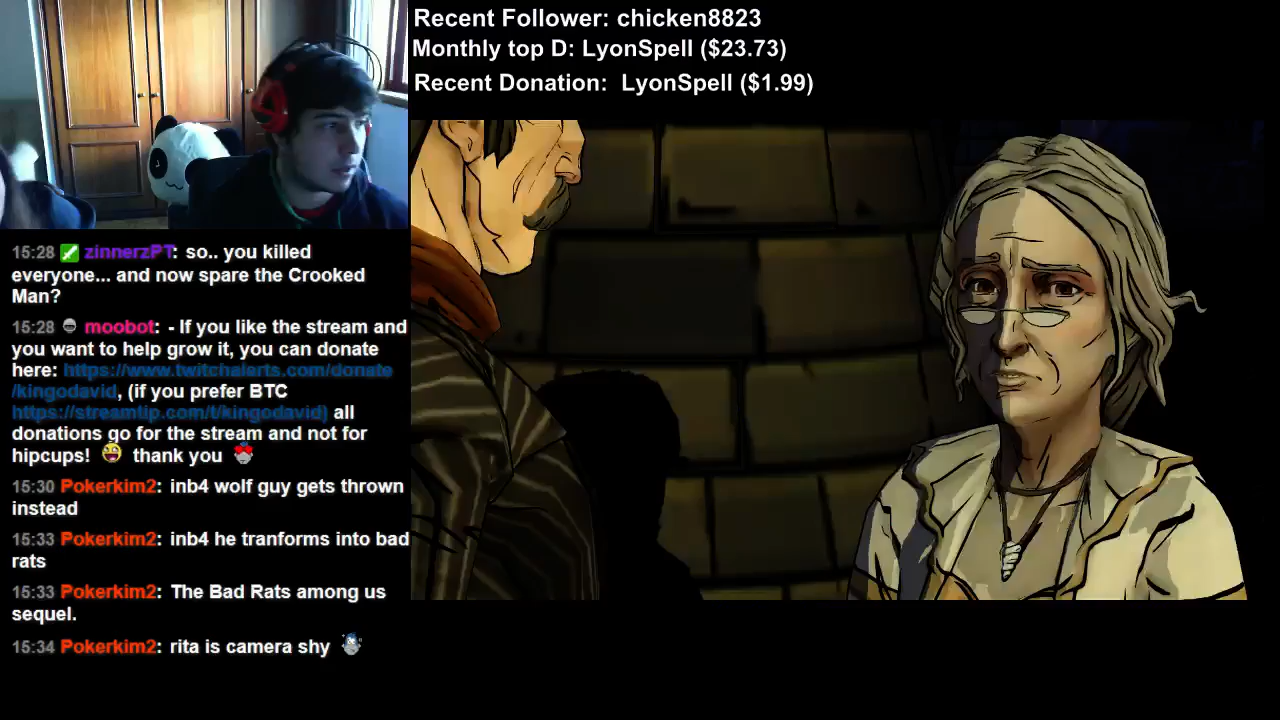 Recent Follower: chicken8823
Monthly top D: LyonSpell ($23.73)
Recent Donation: LyonSpell ($1.99)
15:28 zinnerzPT: so.. you killed
everyone... and now spare the Crooked
Man?
15:28 moobot: - If you like the stream and
you want to help grow it, you can donate
here: https://www.twitchalerts.com/donate
/kingodavid, (if you prefer BTC
https://streamtip.com/t/kingodavid) all
donations go for the stream and not for
hipcups! thank you
15:30 Pokerkim2: inb4 wolf guy gets thrown
instead
15:33 Pokerkim2: inb4 he tranforms into bad
rats
15:33 Pokerkim2: The Bad Rats among us
sequel.
15:34 Pokerkim2: rita is camera shy